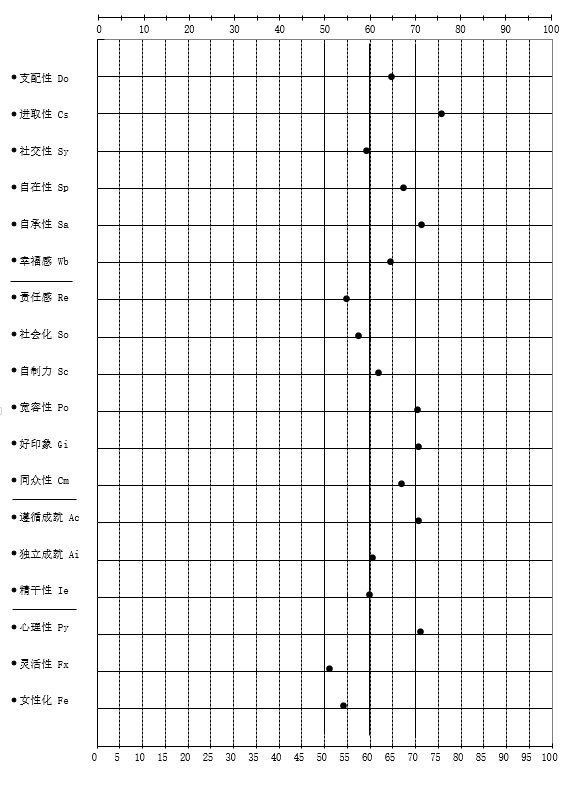 0 10 20 30 40 50 60 70 80 90 100
支配性 Do
进取性 Cs
社交性 Sy
自在性 Sp
自承性 Sa
幸福感 Wb
责任感 Re
社会化 So
自制力 Sc
宽容性 Po
好印象 Gi
同众性 Cm
遵循成就 Ac
独立成就 Ai
精干性 Ie
心理性 Py
灵活性 Fx
女性化 Fe
0 5 10 15 20 25 30 35 40 45 50 55 60 65 70 75 80 85 90 95 100